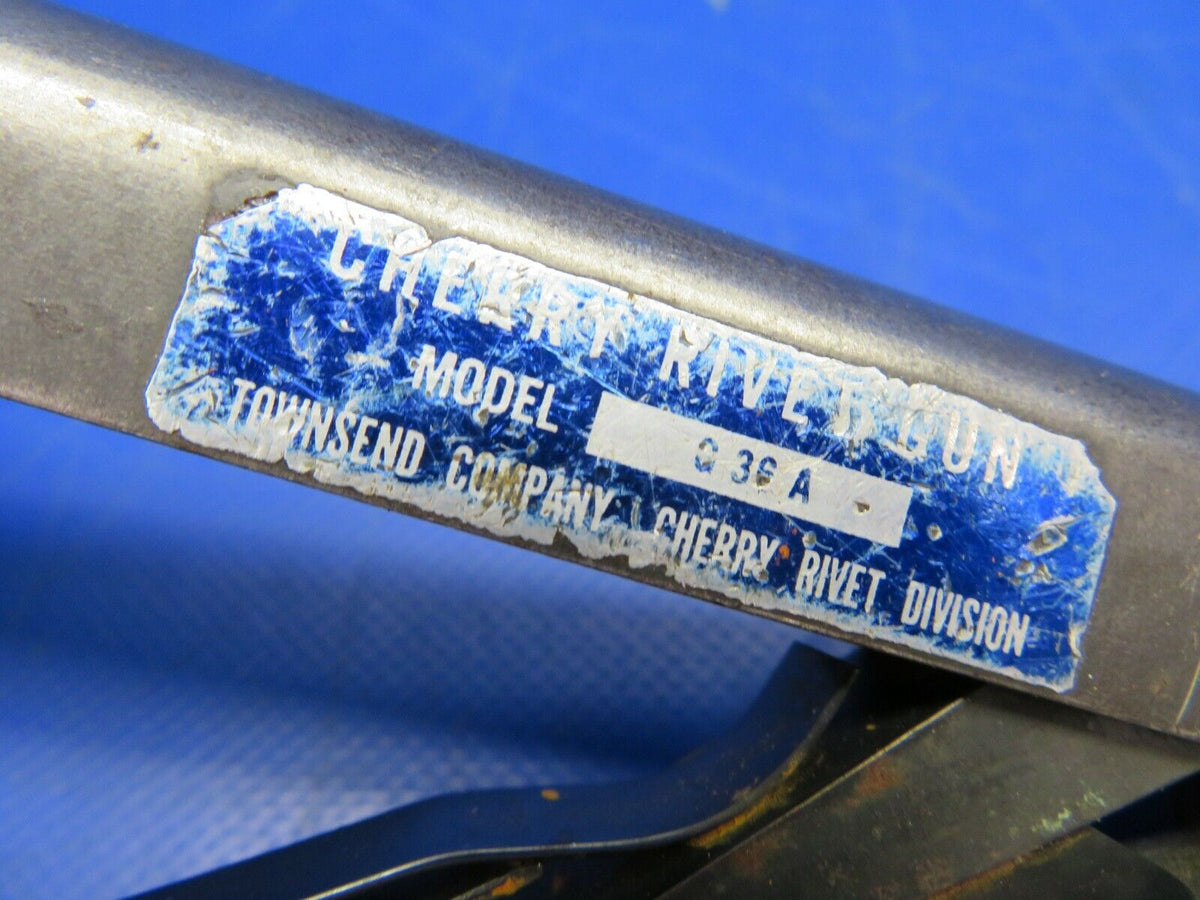 CHERRY RIVET GUN
MODEL G 36 A
TOWNSEND COMPANY CHERRY RIVET DIVISION